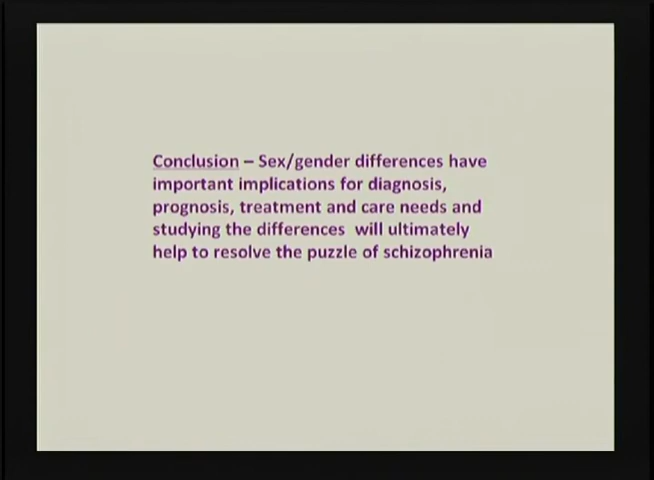 Conclusion – Sex/gender differences have
important implications for diagnosis,
prognosis, treatment and care needs and
studying the differences  will ultimately
help to resolve the puzzle of schizophrenia